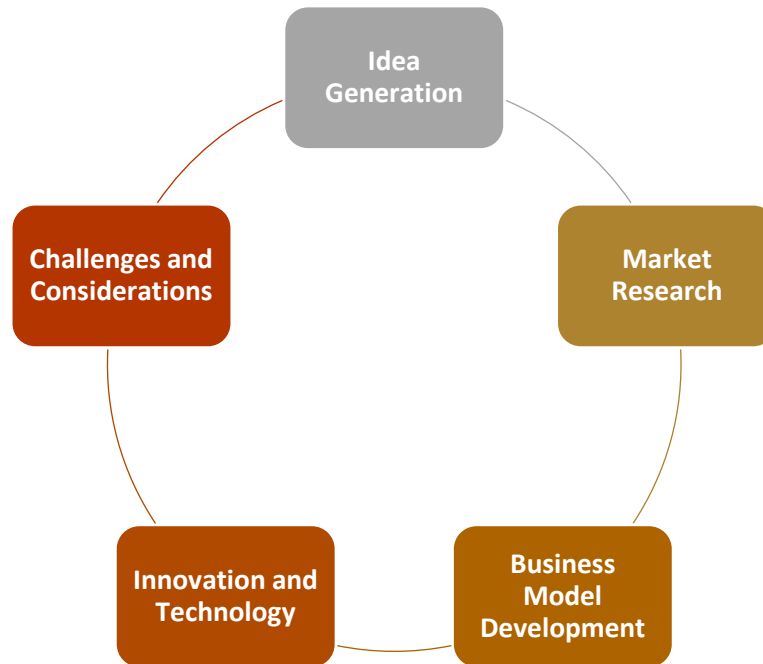 Idea
Generation
Market
Research
Business
Model
Development
Innovation and
Technology
Challenges and
Considerations